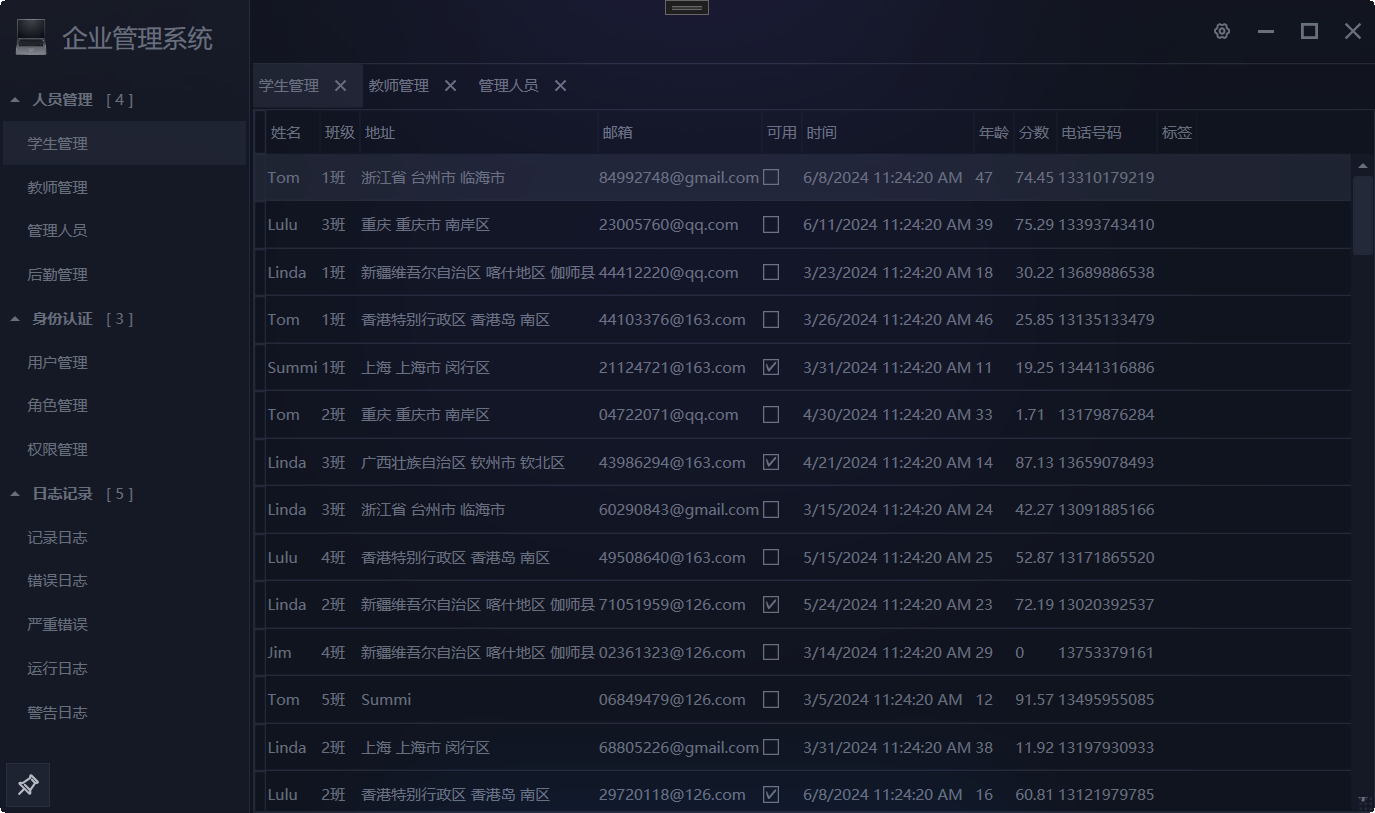 企业管理系统
人员管理 [ 4 ]
学生管理
教师管理
管理人员
后勤管理
身份认证 [ 3 ]
用户管理
角色管理
权限管理
日志记录 [ 5 ]
记录日志
错误日志
严重错误
运行日志
警告日志
学生管理 教师管理 管理人员
姓名 班级 地址 邮箱 可用 时间 年龄 分数 电话号码 标签
Tom 1班 浙江省 台州市 临海市 84992748@gmail.com 6/8/2024 11:24:20 AM 47 74.45 13310179219
Lulu 3班 重庆 重庆市 南岸区 23005760@qq.com 6/11/2024 11:24:20 AM 39 75.29 13393743410
Linda 1班 新疆维吾尔自治区 喀什地区 伽师县 44412220@qq.com 3/23/2024 11:24:20 AM 18 30.22 13689886538
Tom 1班 香港特别行政区 香港岛 南区 44103376@163.com 3/26/2024 11:24:20 AM 46 25.85 13135133479
Summi 1班 上海 上海市 闵行区 21124721@163.com 3/31/2024 11:24:20 AM 11 19.25 13441316886
Tom 2班 重庆 重庆市 南岸区 04722071@qq.com 4/30/2024 11:24:20 AM 33 1.71 13179876284
Linda 3班 广西壮族自治区 钦州市 钦北区 43986294@163.com 4/21/2024 11:24:20 AM 14 87.13 13659078493
Linda 3班 浙江省 台州市 临海市 60290843@gmail.com 3/15/2024 11:24:20 AM 24 42.27 13091885166
Lulu 4班 香港特别行政区 香港岛 南区 49508640@163.com 5/15/2024 11:24:20 AM 25 52.87 13171865520
Linda 2班 新疆维吾尔自治区 喀什地区 伽师县 71051959@126.com 5/24/2024 11:24:20 AM 23 72.19 13020392537
Jim 4班 新疆维吾尔自治区 喀什地区 伽师县 02361323@126.com 3/14/2024 11:24:20 AM 29 0 13753379161
Tom 5班 Summi 06849479@126.com 3/5/2024 11:24:20 AM 12 91.57 13495955085
Linda 2班 上海 上海市 闵行区 68805226@gmail.com 3/31/2024 11:24:20 AM 38 11.92 13197930933
Lulu 2班 香港特别行政区 香港岛 南区 29720118@126.com 6/8/2024 11:24:20 AM 16 60.81 13121979785